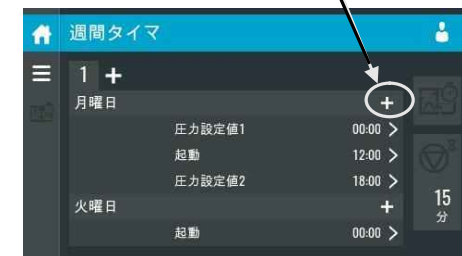 週間タイマ
1 +
月曜日 +
圧力設定値1 00:00 >
起動 12:00 >
圧力設定値2 18:00 >
火曜日 +
起動 00:00 >
3
15
分